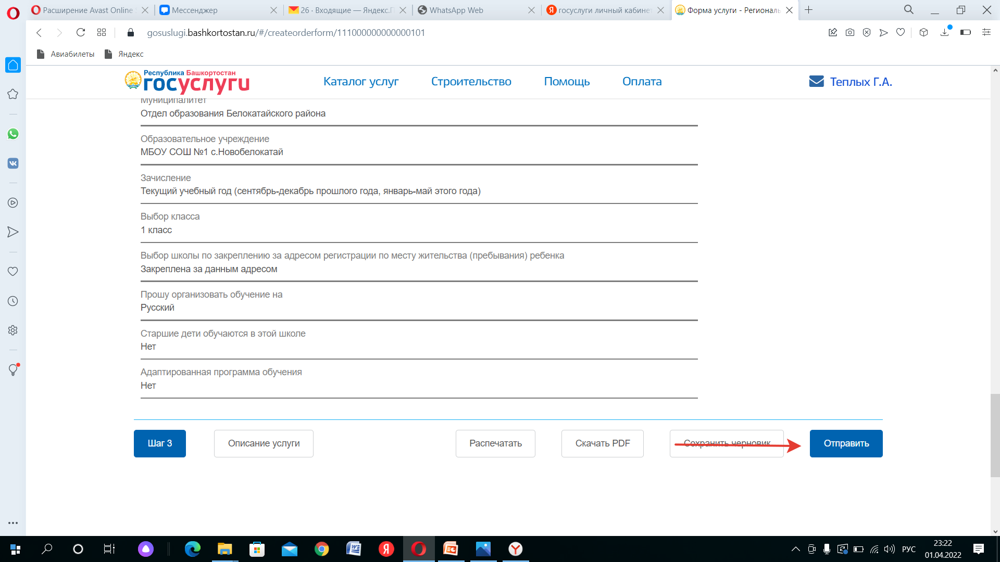 Расширение Avast Online
Мессенджер
26 · Входящие — Яндекс.П
WhatsApp Web
госуслуги личный кабинет
Форма услуги - Региональ
gosuslugi.bashkortostan.ru/#/createorderform/111000000000000101
Авиабилеты
Яндекс
Республика Башкортостан
госуслуги
Каталог услуг
Строительство
Помощь
Оплата
Теплых Г.А.
Муниципалитет
Отдел образования Белокатайского района
Образовательное учреждение
МБОУ СОШ №1 с.Новобелокатай
Зачисление
Текущий учебный год (сентябрь-декабрь прошлого года, январь-май этого года)
Выбор класса
1 класс
Выбор школы по закреплению за адресом регистрации по месту жительства (пребывания) ребенка
Закреплена за данным адресом
Прошу организовать обучение на
Русский
Старшие дети обучаются в этой школе
Нет
Адаптированная программа обучения
Нет
Шаг 3
Описание услуги
Распечатать
Скачать PDF
Сохранить черновик
Отправить
РУС
23:22
01.04.2022